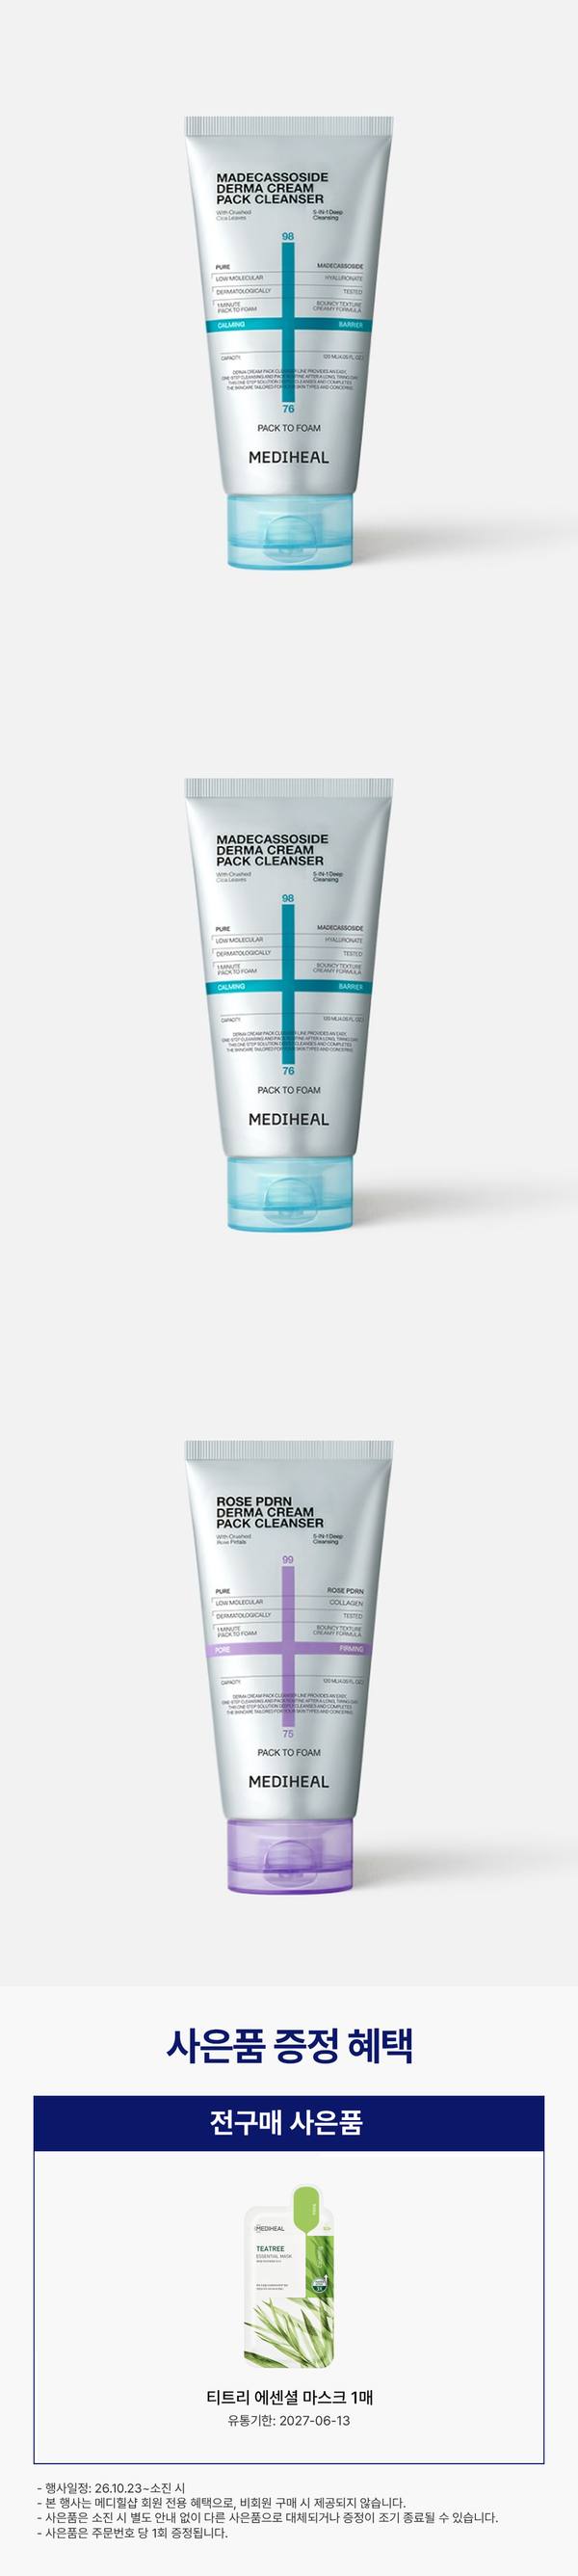 MADECASSOSIDE
DERMA CREAM
PACK CLEANSER
With Crushed
Cica Leaves
5-IN-1 Deep
Cleansing
98
PURE MADECASSOSIDE
LOW MOLECULAR HYALURONATE
DERMATOLOGICALLY TESTED
1 MINUTE
PACK TO FOAM
BOUNCY TEXTURE
CREAMY FORMULA
CALMING BARRIER
CAPACITY
76
PACK TO FOAM
MEDIHEAL
MADECASSOSIDE
DERMA CREAM
PACK CLEANSER
With Crushed
Cica Leaves
5-IN-1 Deep
Cleansing
98
PURE MADECASSOSIDE
LOW MOLECULAR HYALURONATE
DERMATOLOGICALLY TESTED
1 MINUTE
PACK TO FOAM
BOUNCY TEXTURE
CREAMY FORMULA
CALMING BARRIER
CAPACITY
76
PACK TO FOAM
MEDIHEAL
ROSE PDRN
DERMA CREAM
PACK CLEANSER
With Crushed
Rose Petals
5-IN-1 Deep
Cleansing
99
PURE ROSE PDRN
LOW MOLECULAR COLLAGEN
DERMATOLOGICALLY TESTED
1 MINUTE
PACK TO FOAM
BOUNCY TEXTURE
CREAMY FORMULA
PORE FIRMING
CAPACITY
75
PACK TO FOAM
MEDIHEAL
사은품 증정 혜택
전구매 사은품
MEDIHEAL
TEATREE
ESSENTIAL MASK
티트리 에센셜 마스크 1매
유통기한: 2027-06-13
- 행사일정: 26.10.23~소진 시
- 본 행사는 메디힐샵 회원 전용 혜택으로, 비회원 구매 시 제공되지 않습니다.
- 사은품은 소진 시 별도 안내 없이 다른 사은품으로 대체되거나 증정이 조기 종료될 수 있습니다.
- 사은품은 주문번호 당 1회 증정됩니다.